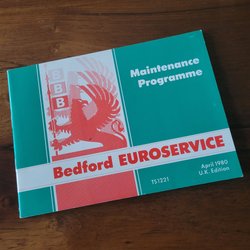 Maintenance
Programme
B
B
B
Bedford EUROSERVICE
April 1980
U.K. Edition
TS1221